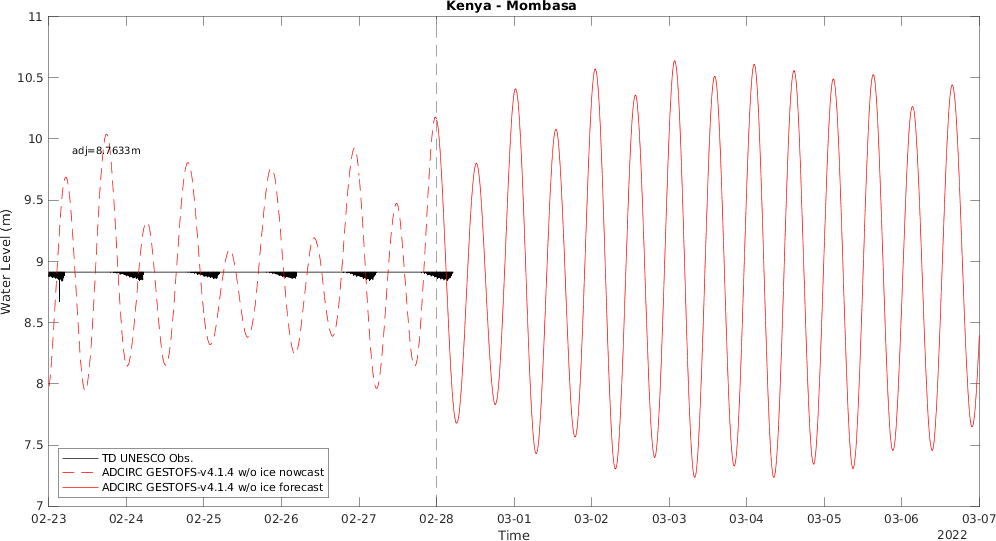 Kenya - Mombasa
11
10.5
10
9.5
9
8.5
8
7.5
7
Water Level (m)
adj=8.7633m
TD UNESCO Obs.
ADCIRC GESTOFS-v4.1.4 w/o ice nowcast
ADCIRC GESTOFS-v4.1.4 w/o ice forecast
02-23 02-24 02-25 02-26 02-27 02-28 03-01 03-02 03-03 03-04 03-05 03-06 03-07
Time
2022